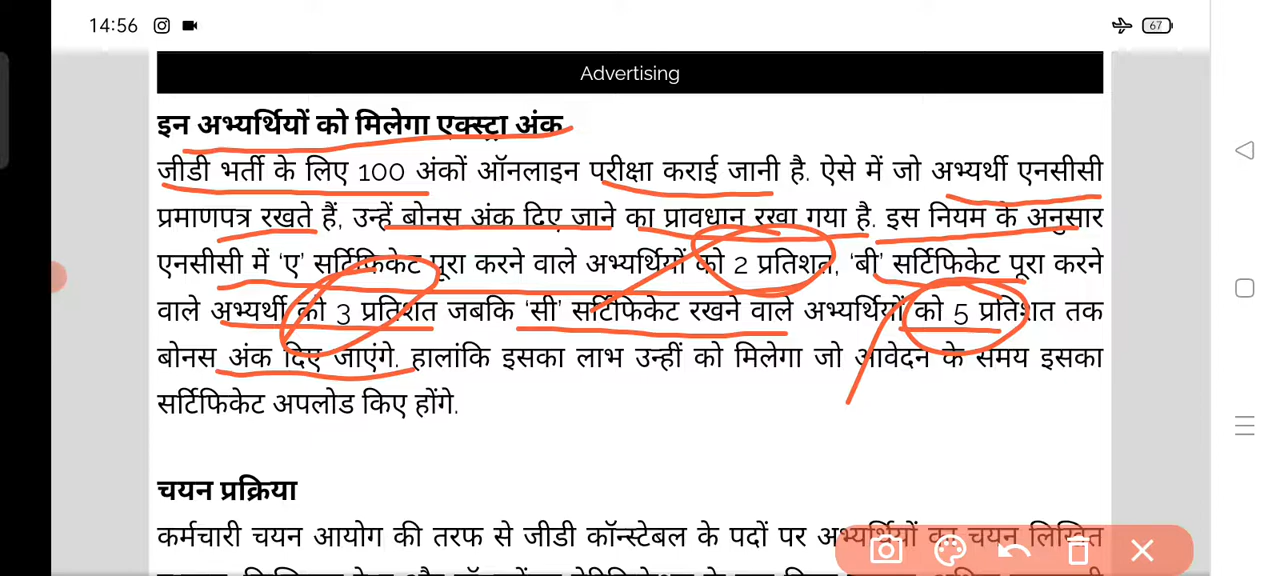 14:56
67
Advertising
इन अभ्यर्थियों को मिलेगा एक्स्ट्रा अंक
जीडी भर्ती के लिए 100 अंकों ऑनलाइन परीक्षा कराई जानी है. ऐसे में जो अभ्यर्थी एनसीसी
प्रमाणपत्र रखते हैं, उन्हें बोनस अंक दिए जाने का प्रावधान रखा गया है. इस नियम के अनुसार
एनसीसी में ‘ए’ सर्टिफिकेट पूरा करने वाले अभ्यर्थियों को 2 प्रतिशत, ‘बी’ सर्टिफिकेट पूरा करने
वाले अभ्यर्थी को 3 प्रतिशत जबकि ‘सी’ सर्टिफिकेट रखने वाले अभ्यर्थियों को 5 प्रतिशत तक
बोनस अंक दिए जाएंगे. हालांकि इसका लाभ उन्हीं को मिलेगा जो आवेदन के समय इसका
सर्टिफिकेट अपलोड किए होंगे.
चयन प्रक्रिया
कर्मचारी चयन आयोग की तरफ से जीडी कॉन्स्टेबल के पदों पर अभ्यर्थियों का चयन लिखित